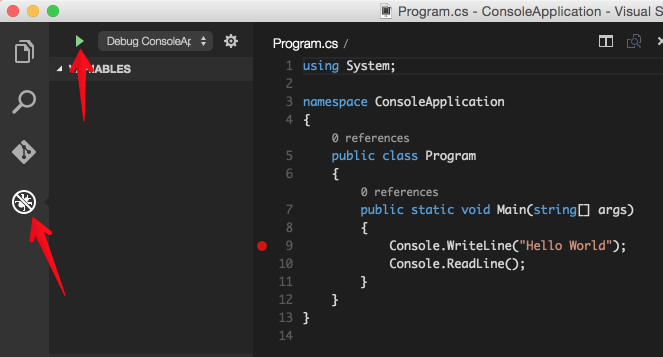 Program.cs - ConsoleApplication - Visual S
Debug ConsoleAp
Program.cs /
VARIABLES
1 using System;
2
3 namespace ConsoleApplication
4 {
0 references
5 public class Program
6 {
0 references
7 public static void Main(string[] args)
8 {
9 Console.WriteLine("Hello World");
10 Console.ReadLine();
11 }
12 }
13 }
14